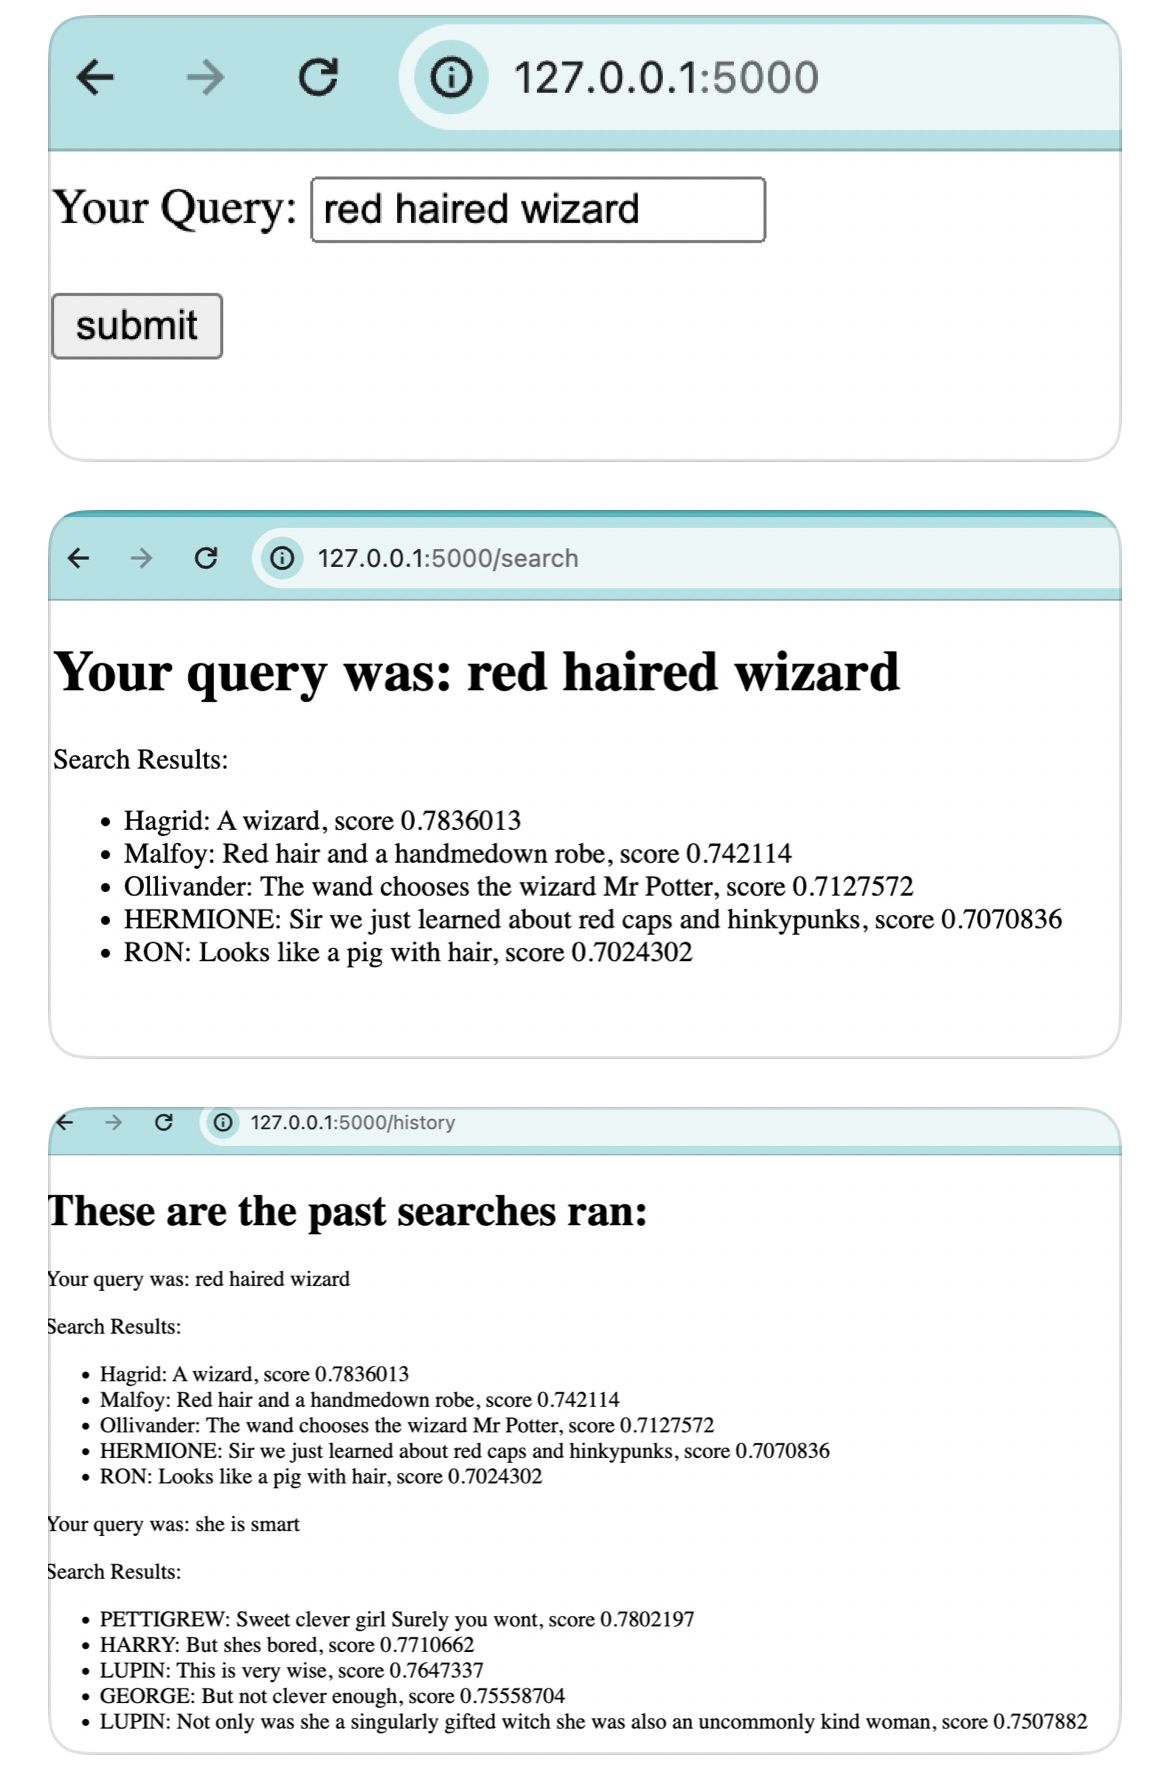 127.0.0.1:5000
Your Query: red haired wizard
submit
127.0.0.1:5000/search
Your query was: red haired wizard
Search Results:
• Hagrid: A wizard, score 0.7836013
• Malfoy: Red hair and a handmedown robe, score 0.742114
• Ollivander: The wand chooses the wizard Mr Potter, score 0.7127572
• HERMIONE: Sir we just learned about red caps and hinkypunks, score 0.7070836
• RON: Looks like a pig with hair, score 0.7024302
127.0.0.1:5000/history
These are the past searches ran:
Your query was: red haired wizard
Search Results:
• Hagrid: A wizard, score 0.7836013
• Malfoy: Red hair and a handmedown robe, score 0.742114
• Ollivander: The wand chooses the wizard Mr Potter, score 0.7127572
• HERMIONE: Sir we just learned about red caps and hinkypunks, score 0.7070836
• RON: Looks like a pig with hair, score 0.7024302
Your query was: she is smart
Search Results:
• PETTIGREW: Sweet clever girl Surely you wont, score 0.7802197
• HARRY: But shes bored, score 0.7710662
• LUPIN: This is very wise, score 0.7647337
• GEORGE: But not clever enough, score 0.75558704
• LUPIN: Not only was she a singularly gifted witch she was also an uncommonly kind woman, score 0.7507882